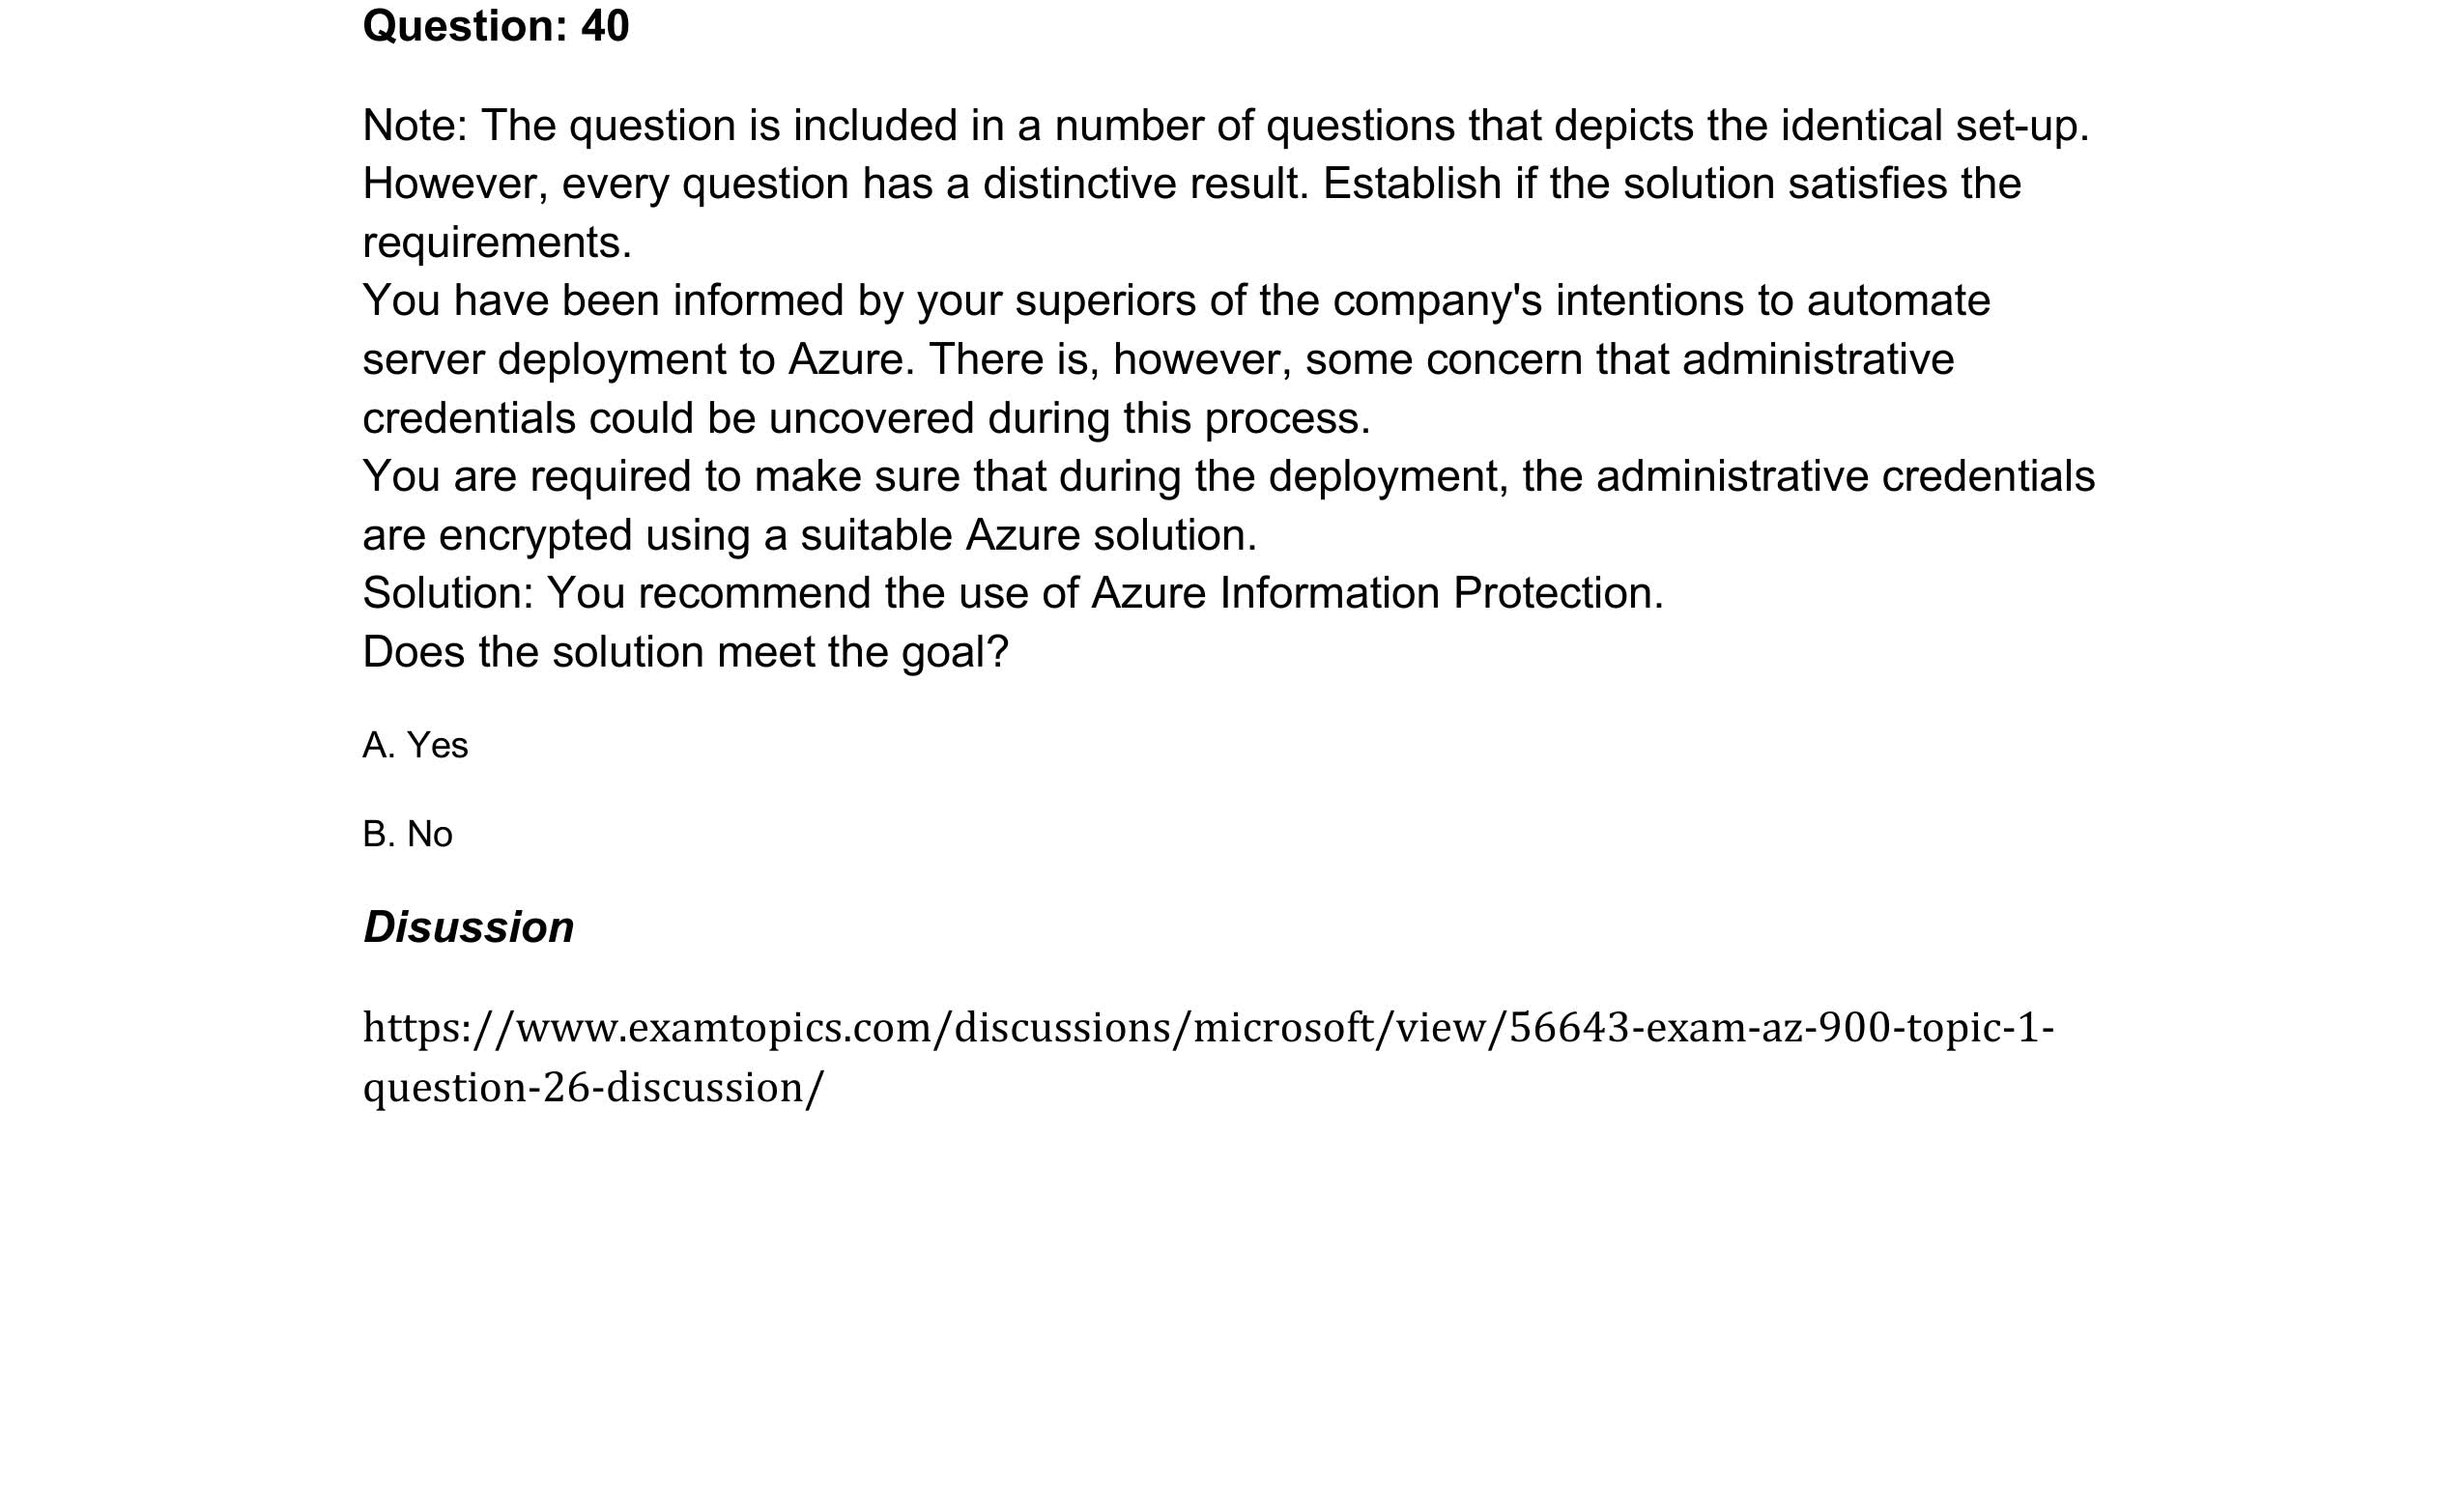 Question: 40
Note: The question is included in a number of questions that depicts the identical set-up.
However, every question has a distinctive result. Establish if the solution satisfies the
requirements.
You have been informed by your superiors of the company's intentions to automate
server deployment to Azure. There is, however, some concern that administrative
credentials could be uncovered during this process.
You are required to make sure that during the deployment, the administrative credentials
are encrypted using a suitable Azure solution.
Solution: You recommend the use of Azure Information Protection.
Does the solution meet the goal?
A. Yes
B. No
Disussion
https://www.examtopics.com/discussions/microsoft/view/56643-exam-az-900-topic-1-
question-26-discussion/